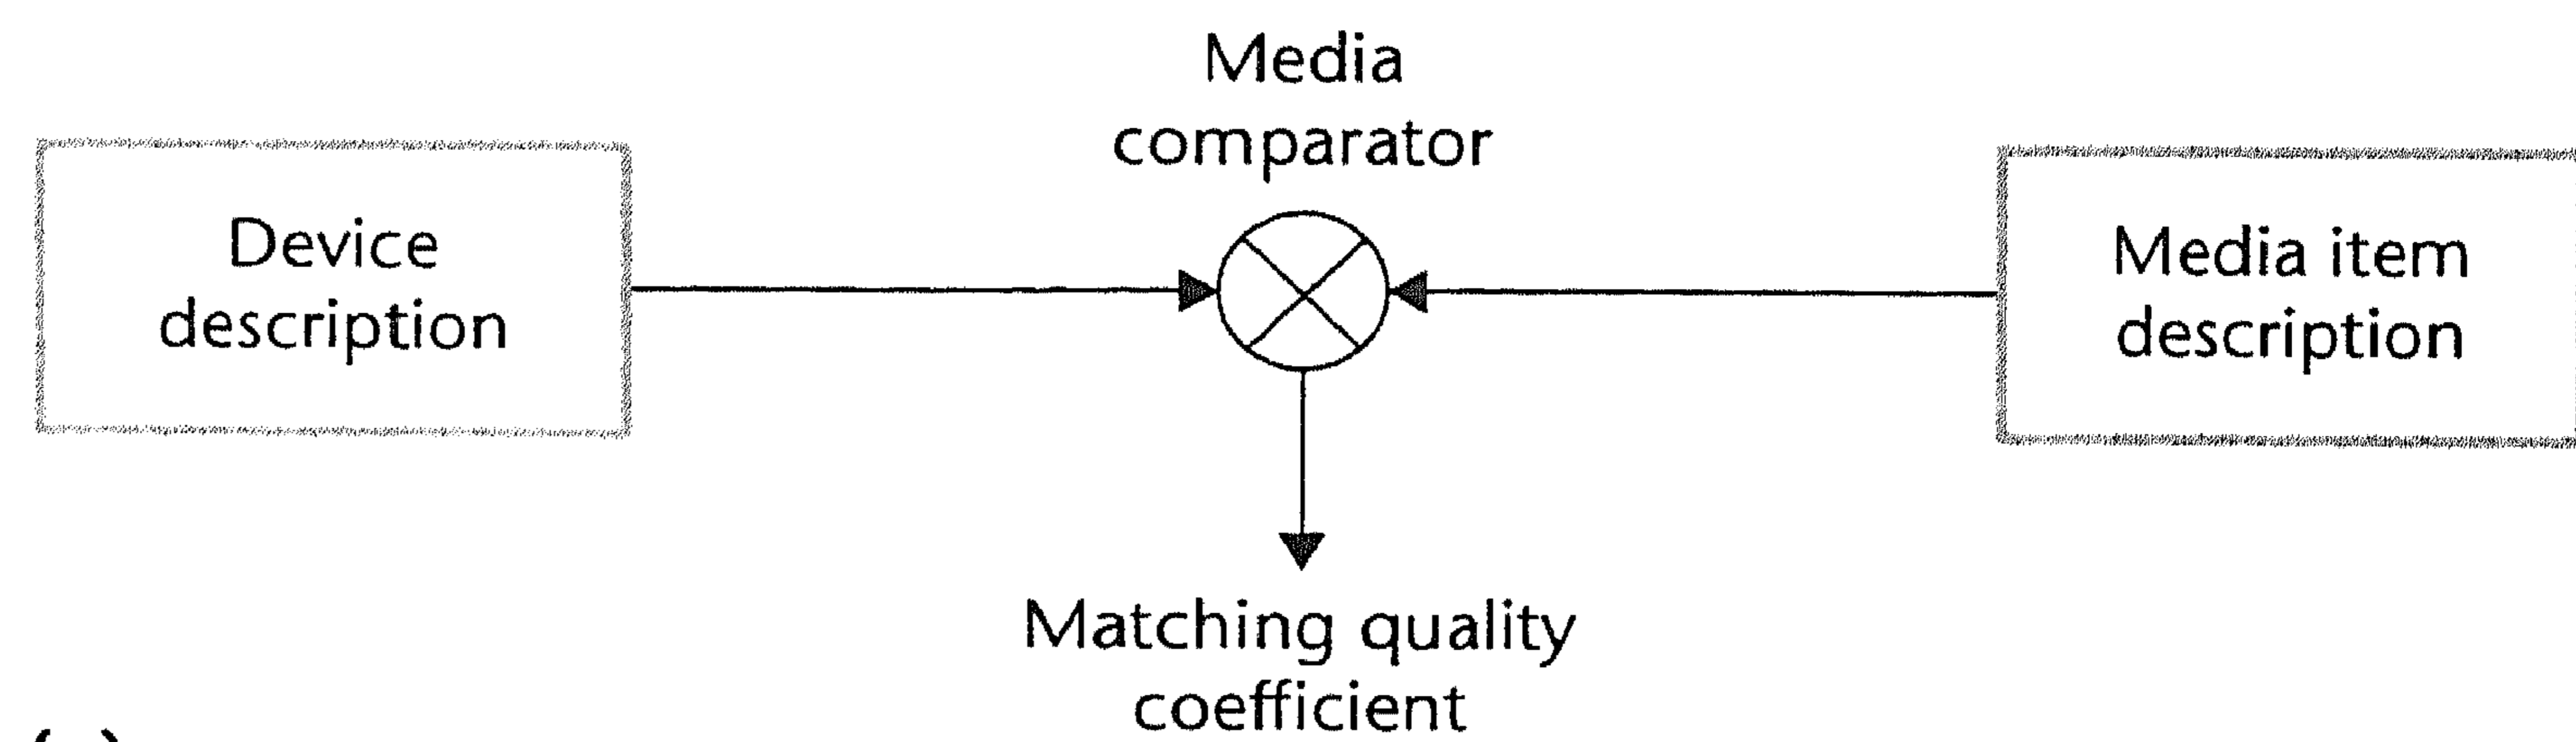 Media
comparator
Device
description
Media item
description
Matching quality
coefficient